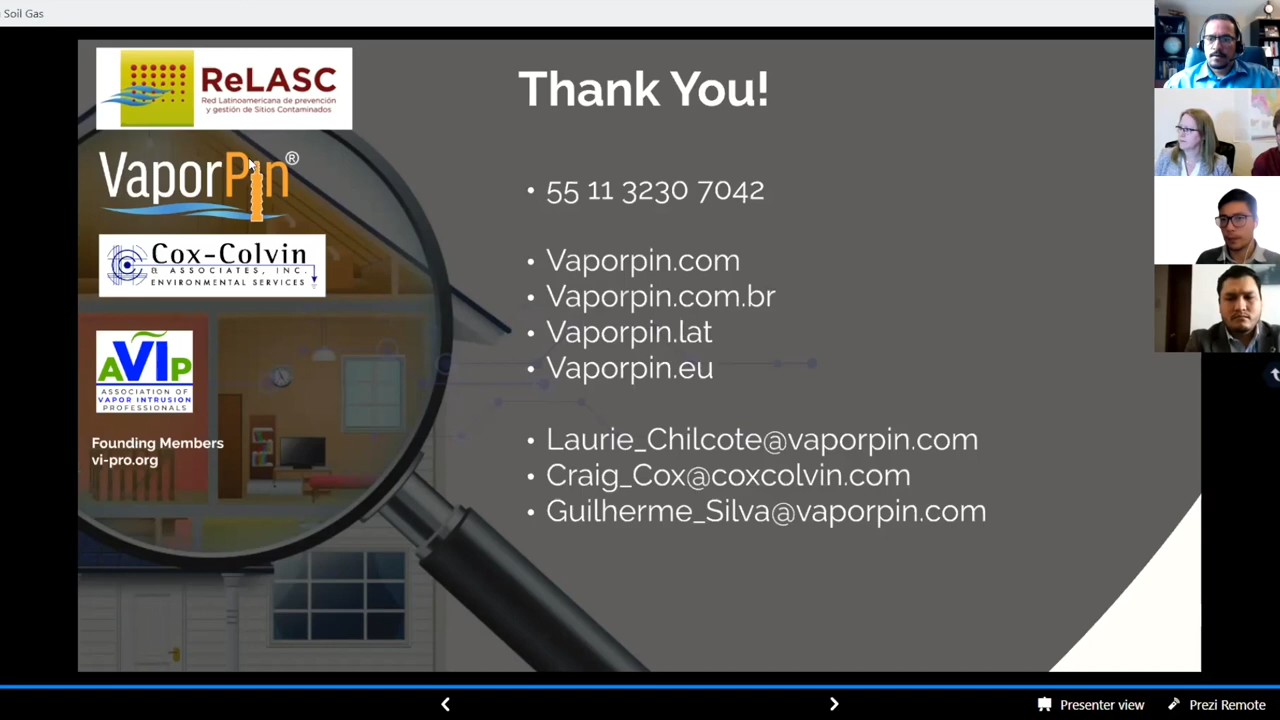 Soil Gas
ReLASC
Red Latinoamericana de prevención
y gestión de Sitios Contaminados
VaporPin®
Cox-Colvin
& ASSOCIATES, INC.
ENVIRONMENTAL SERVICES
AVIP
ASSOCIATION OF
VAPOR INTRUSION
PROFESSIONALS
Founding Members
vi-pro.org
Thank You!
• 55 11 3230 7042
• Vaporpin.com
• Vaporpin.com.br
• Vaporpin.lat
• Vaporpin.eu
• Laurie_Chilcote@vaporpin.com
• Craig_Cox@coxcolvin.com
• Guilherme_Silva@vaporpin.com
Presenter view
Prezi Remote